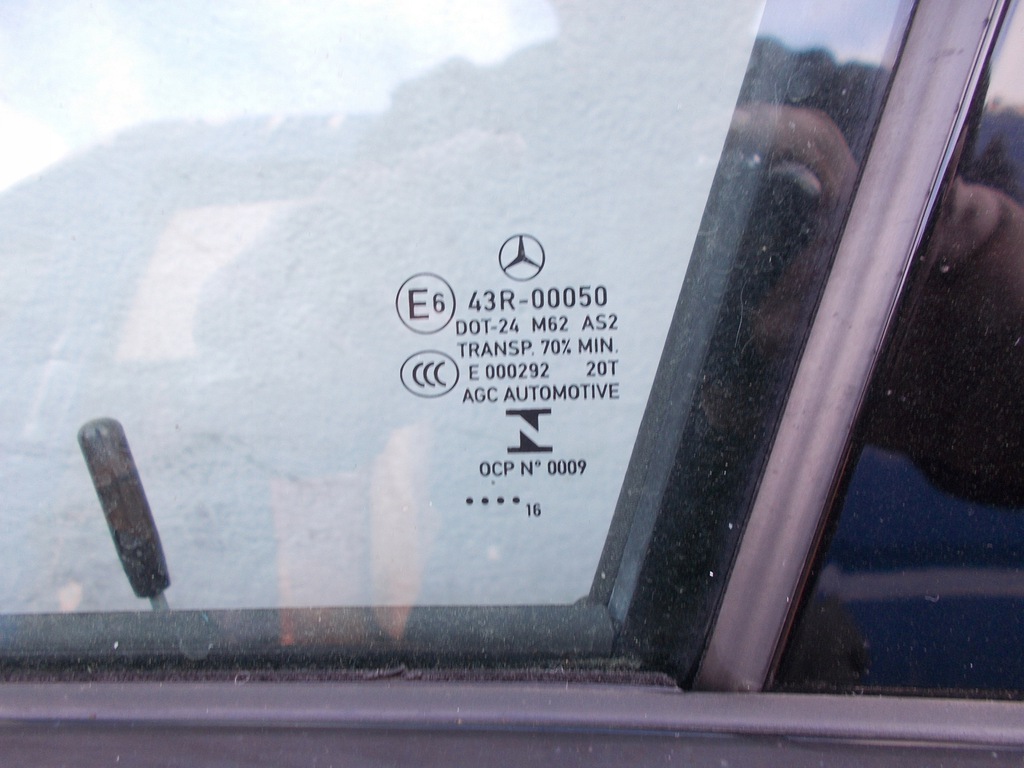 E6 43R-00050
DOT-24 M62 AS2
TRANSP. 70% MIN.
CCC E 000292 20T
AGC AUTOMOTIVE
N
OCP N° 0009
.... 16